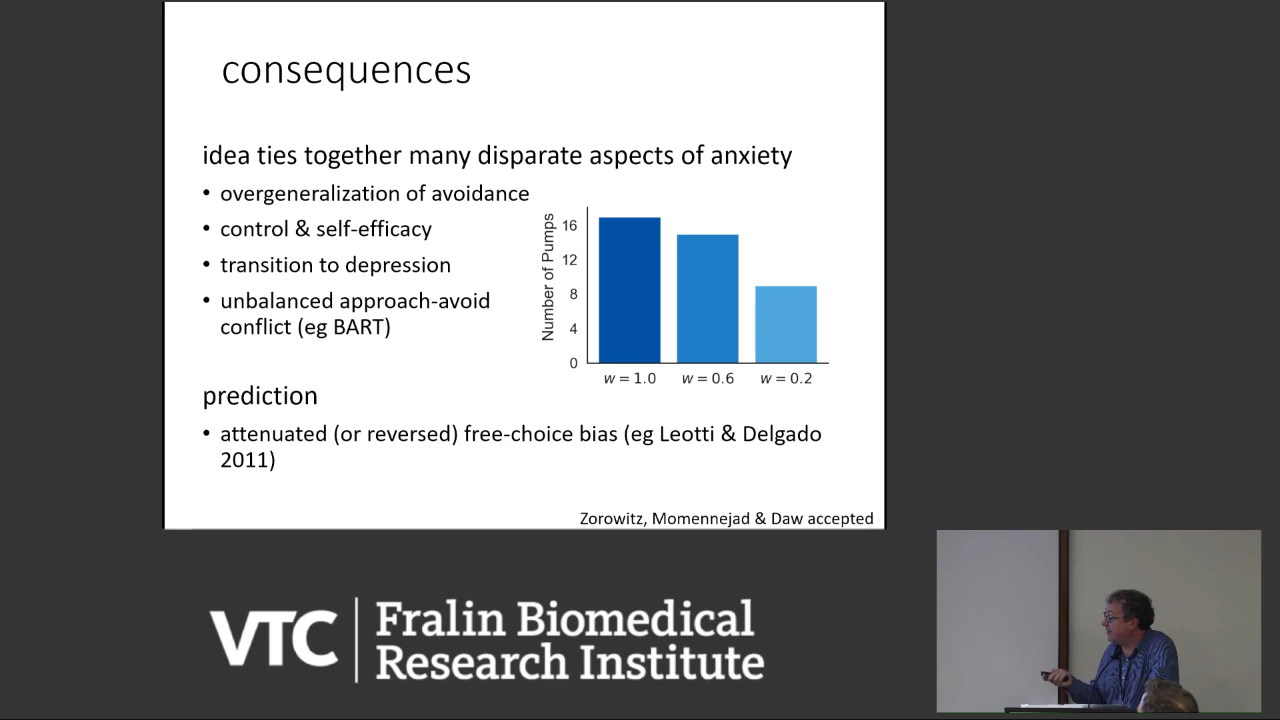 consequences
idea ties together many disparate aspects of anxiety
• overgeneralization of avoidance
• control & self-efficacy
• transition to depression
• unbalanced approach-avoid
conflict (eg BART)
Number of Pumps
16
12
8
4
0
w = 1.0
w = 0.6
w = 0.2
prediction
• attenuated (or reversed) free-choice bias (eg Leotti & Delgado
2011)
Zorowitz, Momennejad & Daw accepted
VTC
Fralin Biomedical
Research Institute